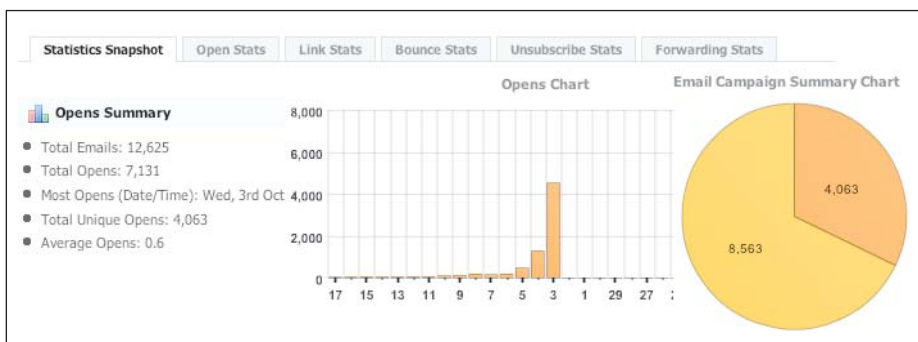 Statistics Snapshot Open Stats Link Stats Bounce Stats Unsubscribe Stats Forwarding Stats
Opens Summary
Total Emails: 12,625
Total Opens: 7,131
Most Opens (Date/Time): Wed, 3rd Oct
Total Unique Opens: 4,063
Average Opens: 0.6
Opens Chart
8,000
6,000
4,000
2,000
0
17 15 13 11 9 7 5 3 1 29 27
Email Campaign Summary Chart
4,063
8,563